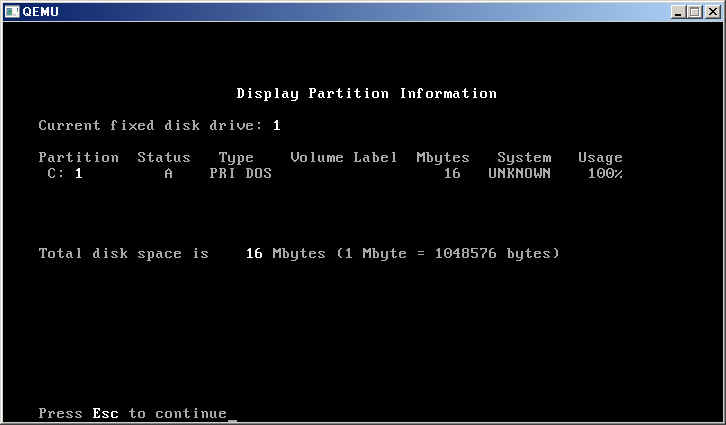 QEMU
Display Partition Information
Current fixed disk drive: 1
Partition  Status   Type    Volume Label  Mbytes   System   Usage
 C: 1         A    PRI DOS                   16   UNKNOWN    100%
Total disk space is    16 Mbytes (1 Mbyte = 1048576 bytes)
Press Esc to continue_